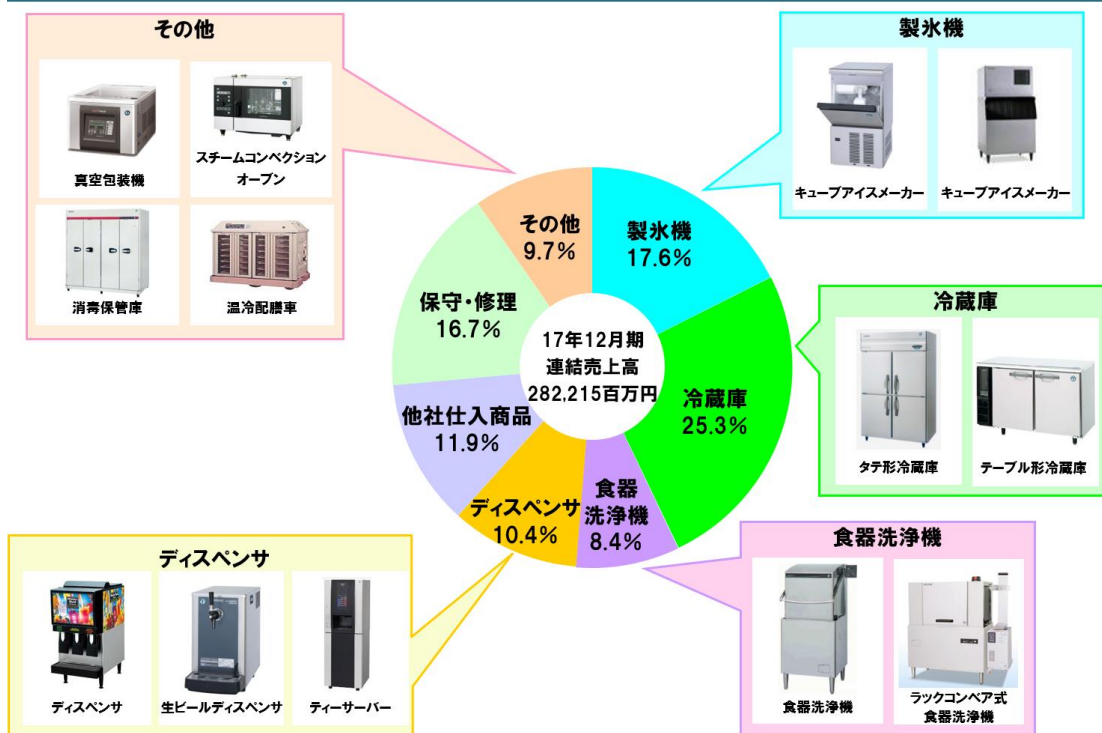 その他
真空包装機
スチームコンベクション
オーブン
消毒保管庫
温冷配膳車
製氷機
キューブアイスメーカー
キューブアイスメーカー
その他
9.7%
製氷機
17.6%
保守・修理
16.7%
17年12月期
連結売上高
282,215百万円
冷蔵庫
25.3%
他社仕入商品
11.9%
ディスペンサ
10.4%
食器
洗浄機
8.4%
冷蔵庫
タテ形冷蔵庫
テーブル形冷蔵庫
ディスペンサ
ディスペンサ
生ビールディスペンサ
ティーサーバー
食器洗浄機
食器洗浄機
ラックコンベア式
食器洗浄機